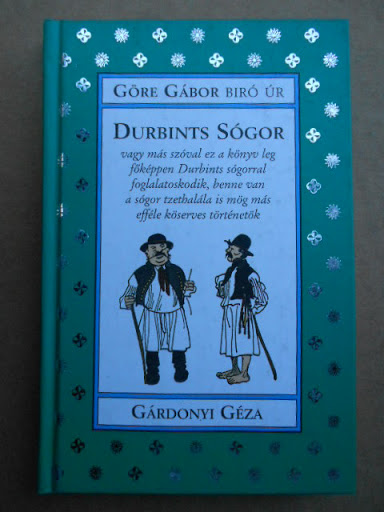 GÖRE GÁBOR BIRÓ ÚR
DURBINTS SÓGOR
vagy más szóval ez a könyv leg
főképpen Durbints sógorral
foglalatoskodik, benne van
a sógor tzethalála is mög más
efféle köserves történetök
GÁRDONYI GÉZA